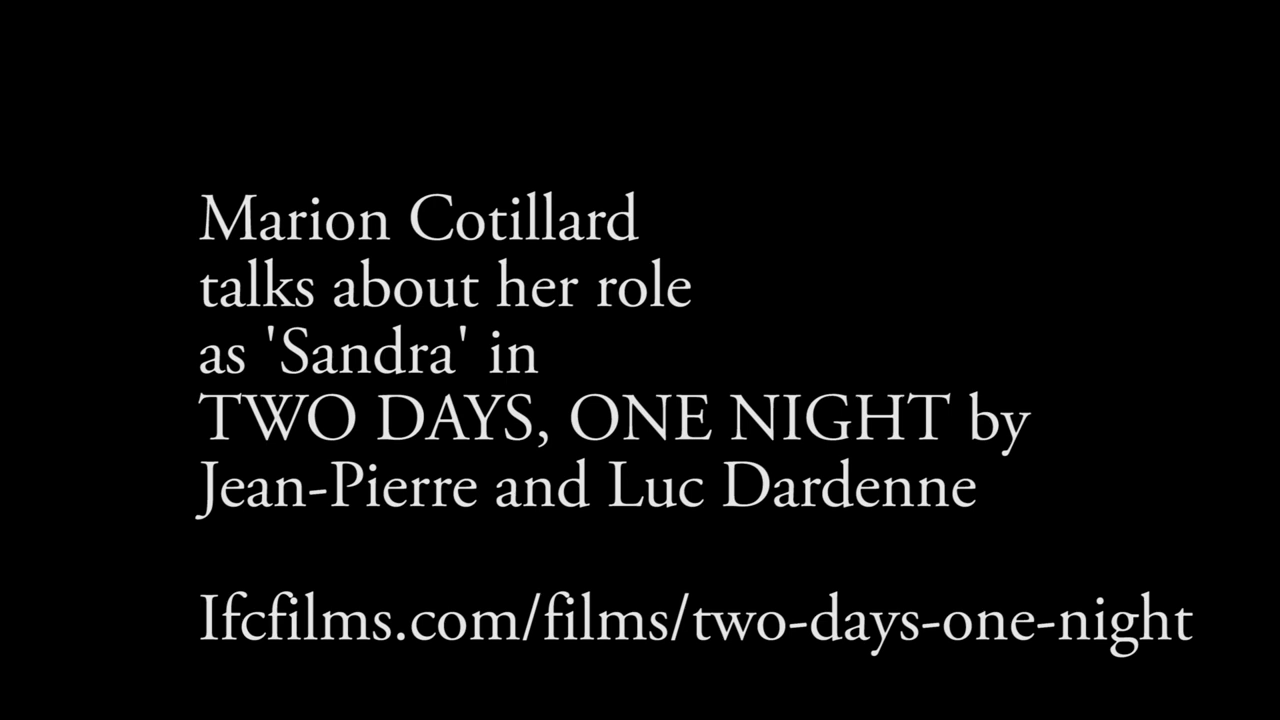 Marion Cotillard
talks about her role
as 'Sandra' in
TWO DAYS, ONE NIGHT by
Jean-Pierre and Luc Dardenne
Ifcfilms.com/films/two-days-one-night